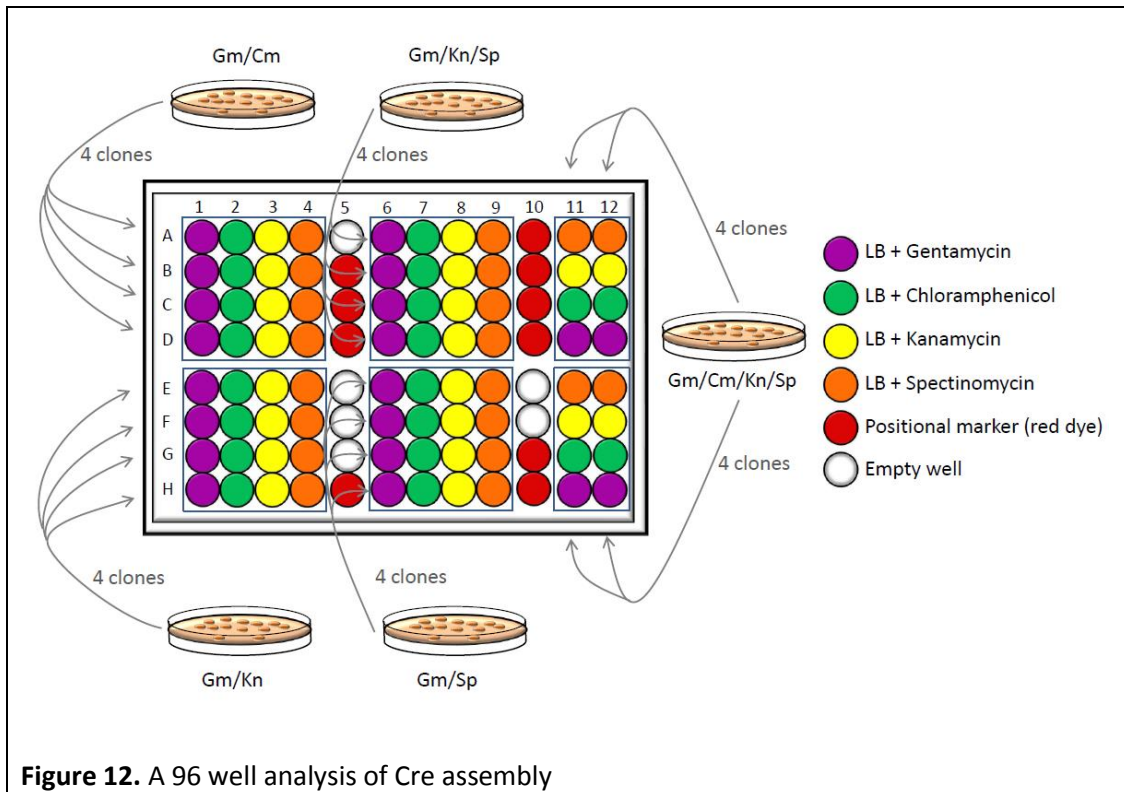 Gm/Cm
Gm/Kn/Sp
4 clones
4 clones
1 2 3 4 5 6 7 8 9 10 11 12
A
B
C
D
E
F
G
H
4 clones
4 clones
Gm/Cm/Kn/Sp
4 clones
4 clones
Gm/Kn
Gm/Sp
LB + Gentamycin
LB + Chloramphenicol
LB + Kanamycin
LB + Spectinomycin
Positional marker (red dye)
Empty well
Figure 12. A 96 well analysis of Cre assembly